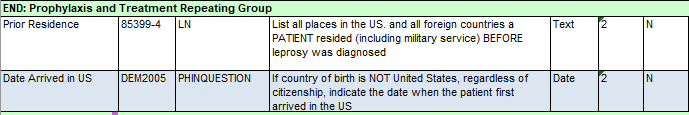 END: Prophylaxis and Treatment Repeating Group
Prior Residence 85399-4 LN List all places in the US. and all foreign countries a Text 2 N
PATIENT resided (including military service) BEFORE
leprosy was diagnosed
Date Arrived in US DEM2005 PHINQUESTION If country of birth is NOT United States, regardless of Date 2 N
citizenship, indicate the date when the patient first
arrived in the US